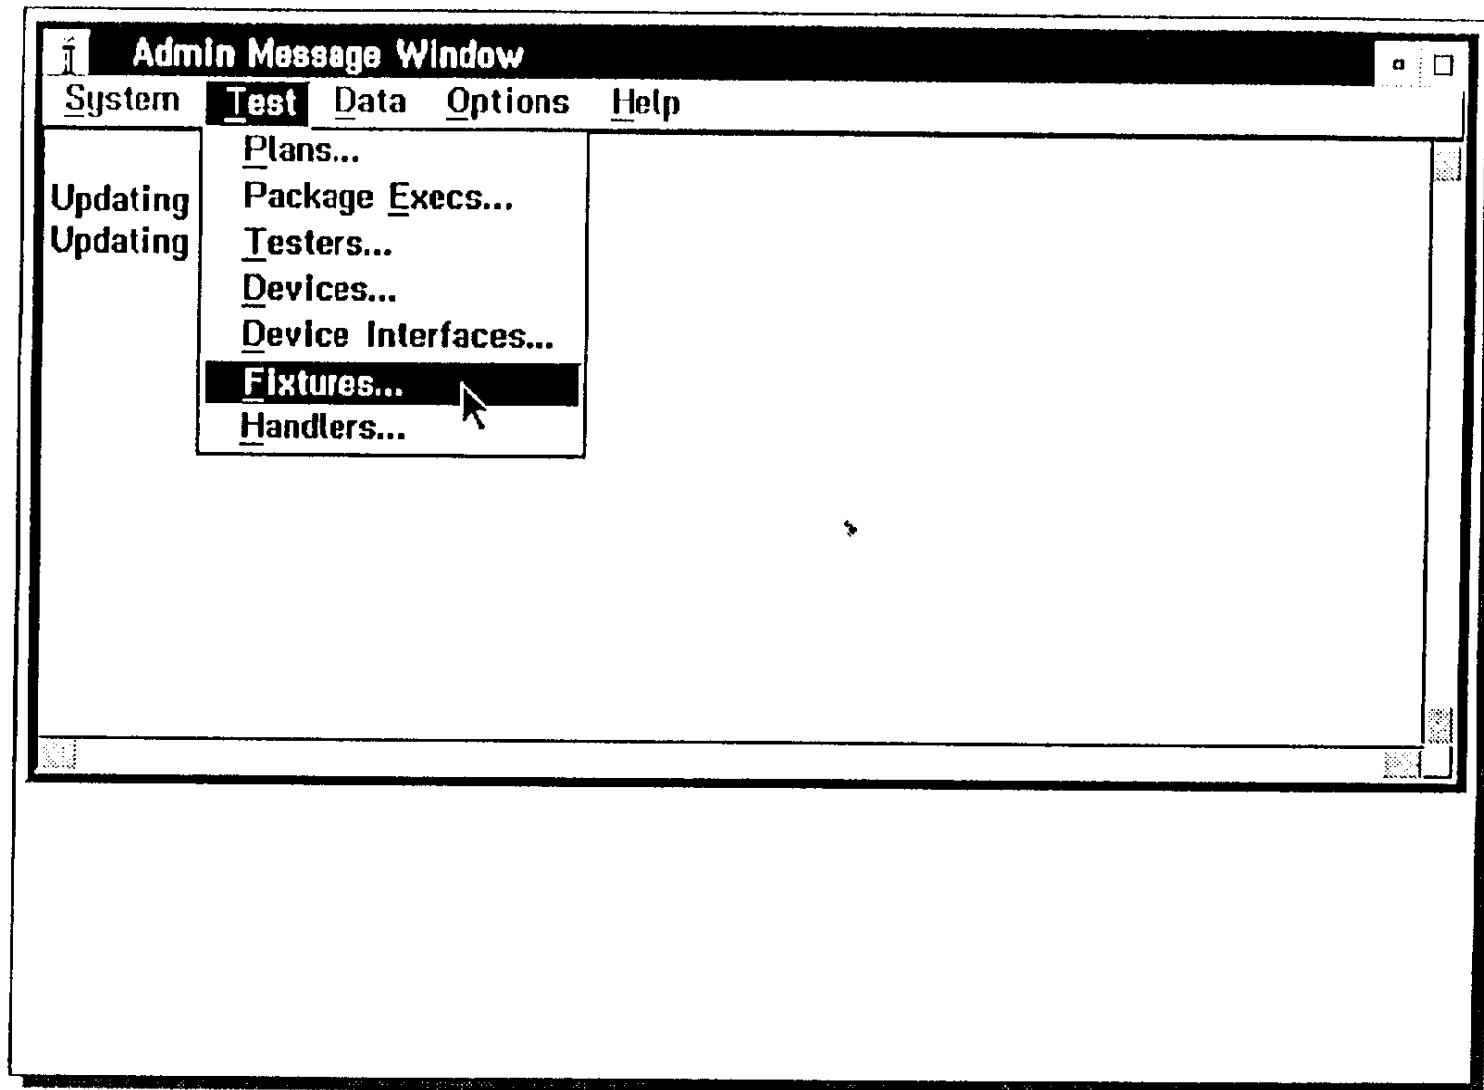 Admin Message Window
System Test Data Options Help
Plans...
Updating Package Execs...
Updating Testers...
Devices...
Device Interfaces...
Fixtures...
Handlers...